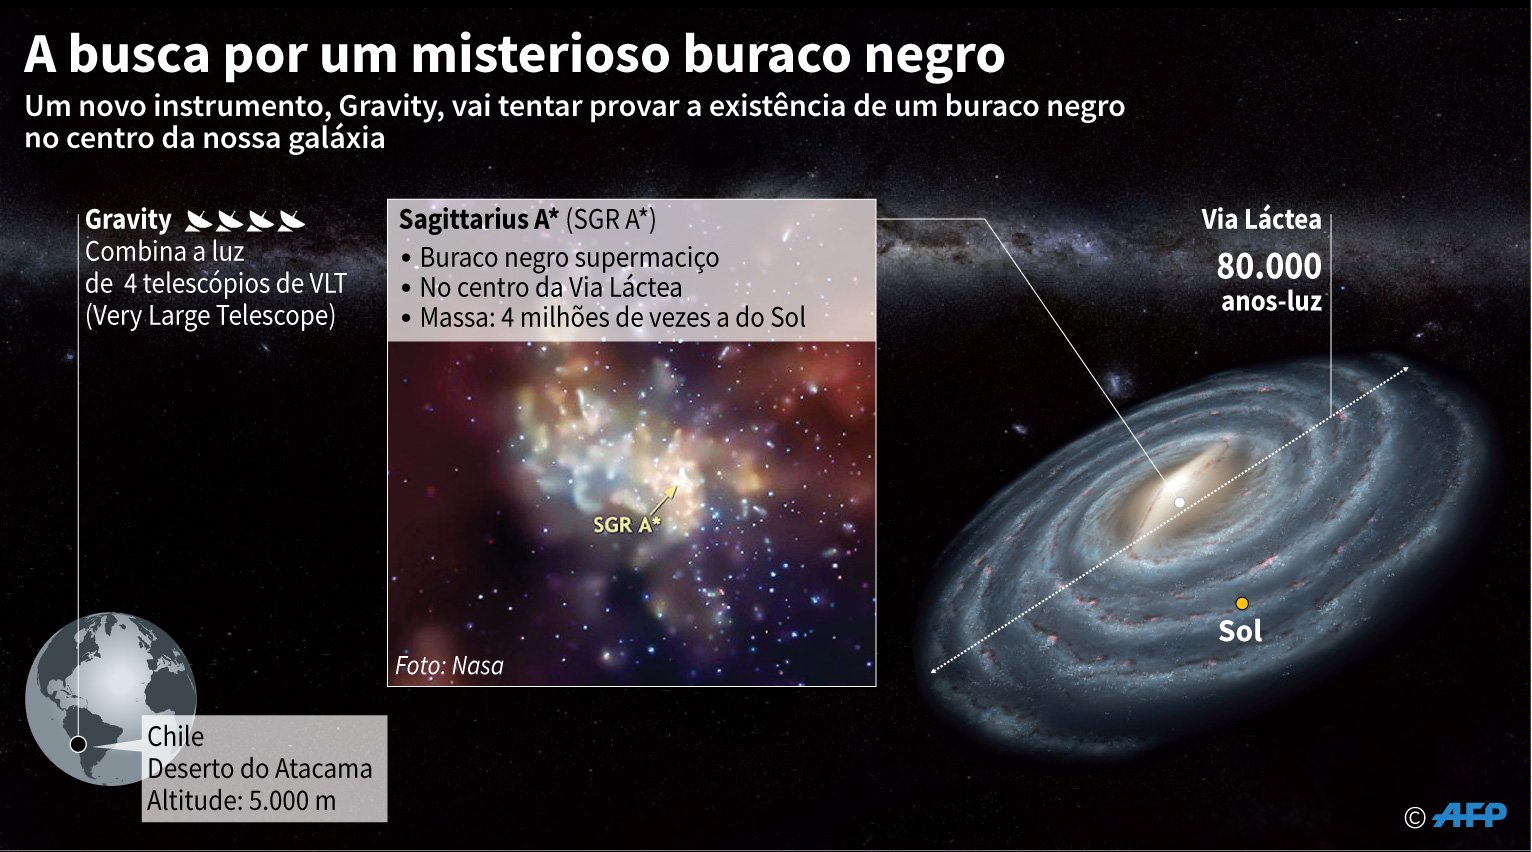 A busca por um misterioso buraco negro
Um novo instrumento, Gravity, vai tentar provar a existência de um buraco negro
no centro da nossa galáxia
Gravity
Combina a luz
de 4 telescópios de VLT
(Very Large Telescope)
Sagittarius A* (SGR A*)
• Buraco negro supermaciço
• No centro da Via Láctea
• Massa: 4 milhões de vezes a do Sol
SGR A*
Foto: Nasa
Via Láctea
80.000
anos-luz
Sol
Chile
Deserto do Atacama
Altitude: 5.000 m
© AFP